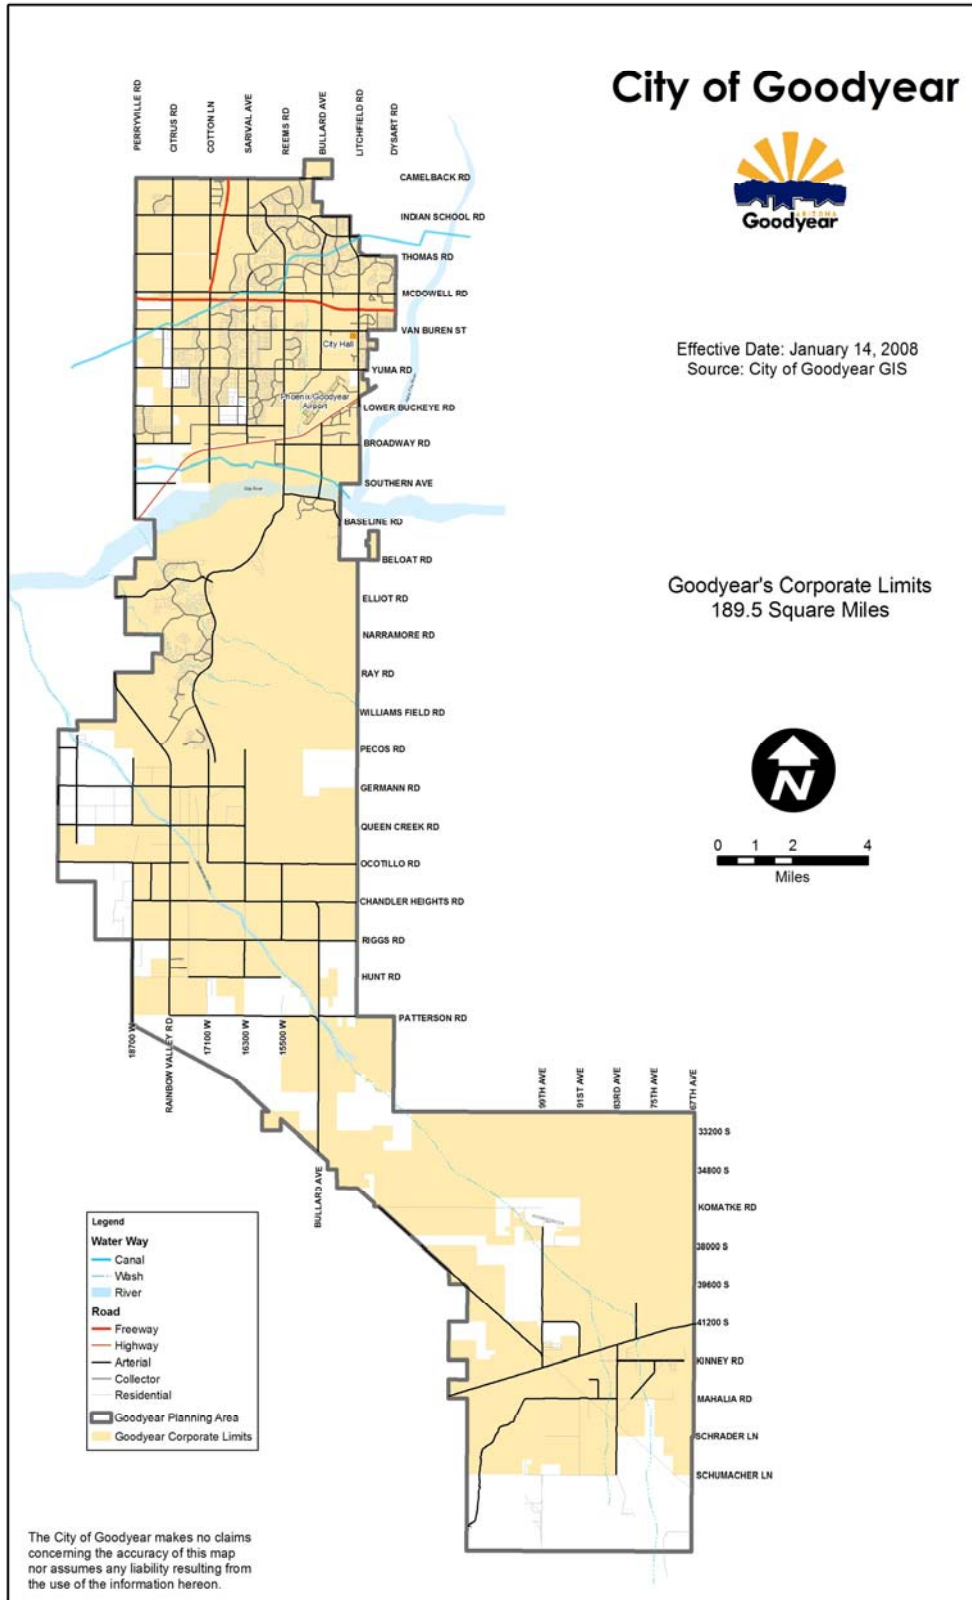 City of Goodyear
ARIZONA
Goodyear
Effective Date: January 14, 2008
Source: City of Goodyear GIS
Goodyear's Corporate Limits
189.5 Square Miles
N
0 1 2 4
Miles
PERRYVILLE RD
CITRUS RD
COTTON LN
SARIVAL AVE
REEMS RD
BULLARD AVE
LITCHFIELD RD
DYSART RD
CAMELBACK RD
INDIAN SCHOOL RD
THOMAS RD
MCDOWELL RD
VAN BUREN ST
City Hall
YUMA RD
Phoenix Goodyear
Airport
LOWER BUCKEYE RD
BROADWAY RD
SOUTHERN AVE
Gila River
BASELINE RD
BELOAT RD
ELLIOT RD
NARRAMORE RD
RAY RD
WILLIAMS FIELD RD
PECOS RD
GERMANN RD
QUEEN CREEK RD
OCOTILLO RD
CHANDLER HEIGHTS RD
RIGGS RD
HUNT RD
PATTERSON RD
18700 W
RAINBOW VALLEY RD
17100 W
16300 W
15500 W
BULLARD AVE
99TH AVE
91ST AVE
83RD AVE
75TH AVE
67TH AVE
33200 S
34800 S
KOMATKE RD
38000 S
39600 S
41200 S
KINNEY RD
MAHALIA RD
SCHRADER LN
SCHUMACHER LN
Legend
Water Way
Canal
Wash
River
Road
Freeway
Highway
Arterial
Collector
Residential
Goodyear Planning Area
Goodyear Corporate Limits
The City of Goodyear makes no claims
concerning the accuracy of this map
nor assumes any liability resulting from
the use of the information hereon.